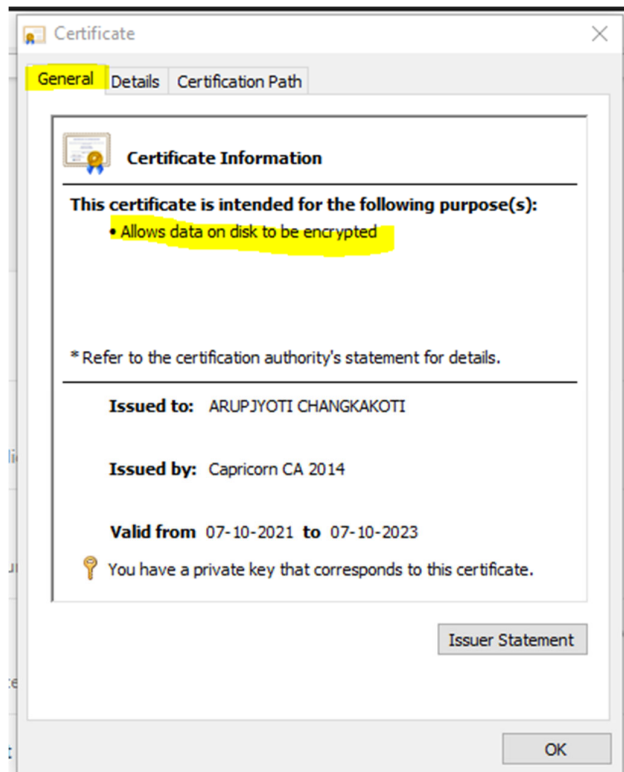 Certificate
General Details Certification Path
Certificate Information
This certificate is intended for the following purpose(s):
• Allows data on disk to be encrypted
* Refer to the certification authority's statement for details.
Issued to: ARUPJYOTI CHANGKAKOTI
Issued by: Capricorn CA 2014
Valid from 07-10-2021 to 07-10-2023
You have a private key that corresponds to this certificate.
Issuer Statement
OK